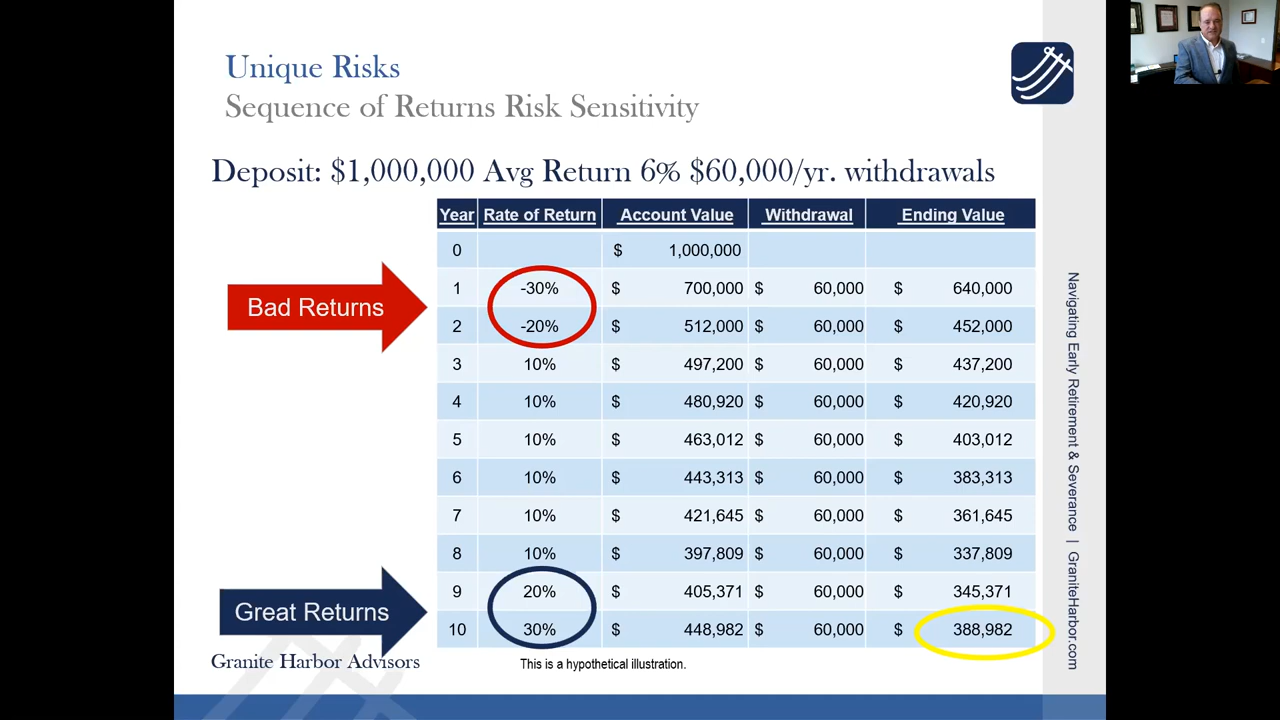 Unique Risks
Sequence of Returns Risk Sensitivity
Deposit: $1,000,000 Avg Return 6% $60,000/yr. withdrawals
Year Rate of Return Account Value Withdrawal Ending Value
0 $ 1,000,000
1 -30% $ 700,000 $ 60,000 $ 640,000
Bad Returns
2 -20% $ 512,000 $ 60,000 $ 452,000
3 10% $ 497,200 $ 60,000 $ 437,200
4 10% $ 480,920 $ 60,000 $ 420,920
5 10% $ 463,012 $ 60,000 $ 403,012
6 10% $ 443,313 $ 60,000 $ 383,313
7 10% $ 421,645 $ 60,000 $ 361,645
8 10% $ 397,809 $ 60,000 $ 337,809
9 20% $ 405,371 $ 60,000 $ 345,371
Great Returns
10 30% $ 448,982 $ 60,000 $ 388,982
Granite Harbor Advisors
This is a hypothetical illustration.
Navigating Early Retirement & Severance | GraniteHarbor.com